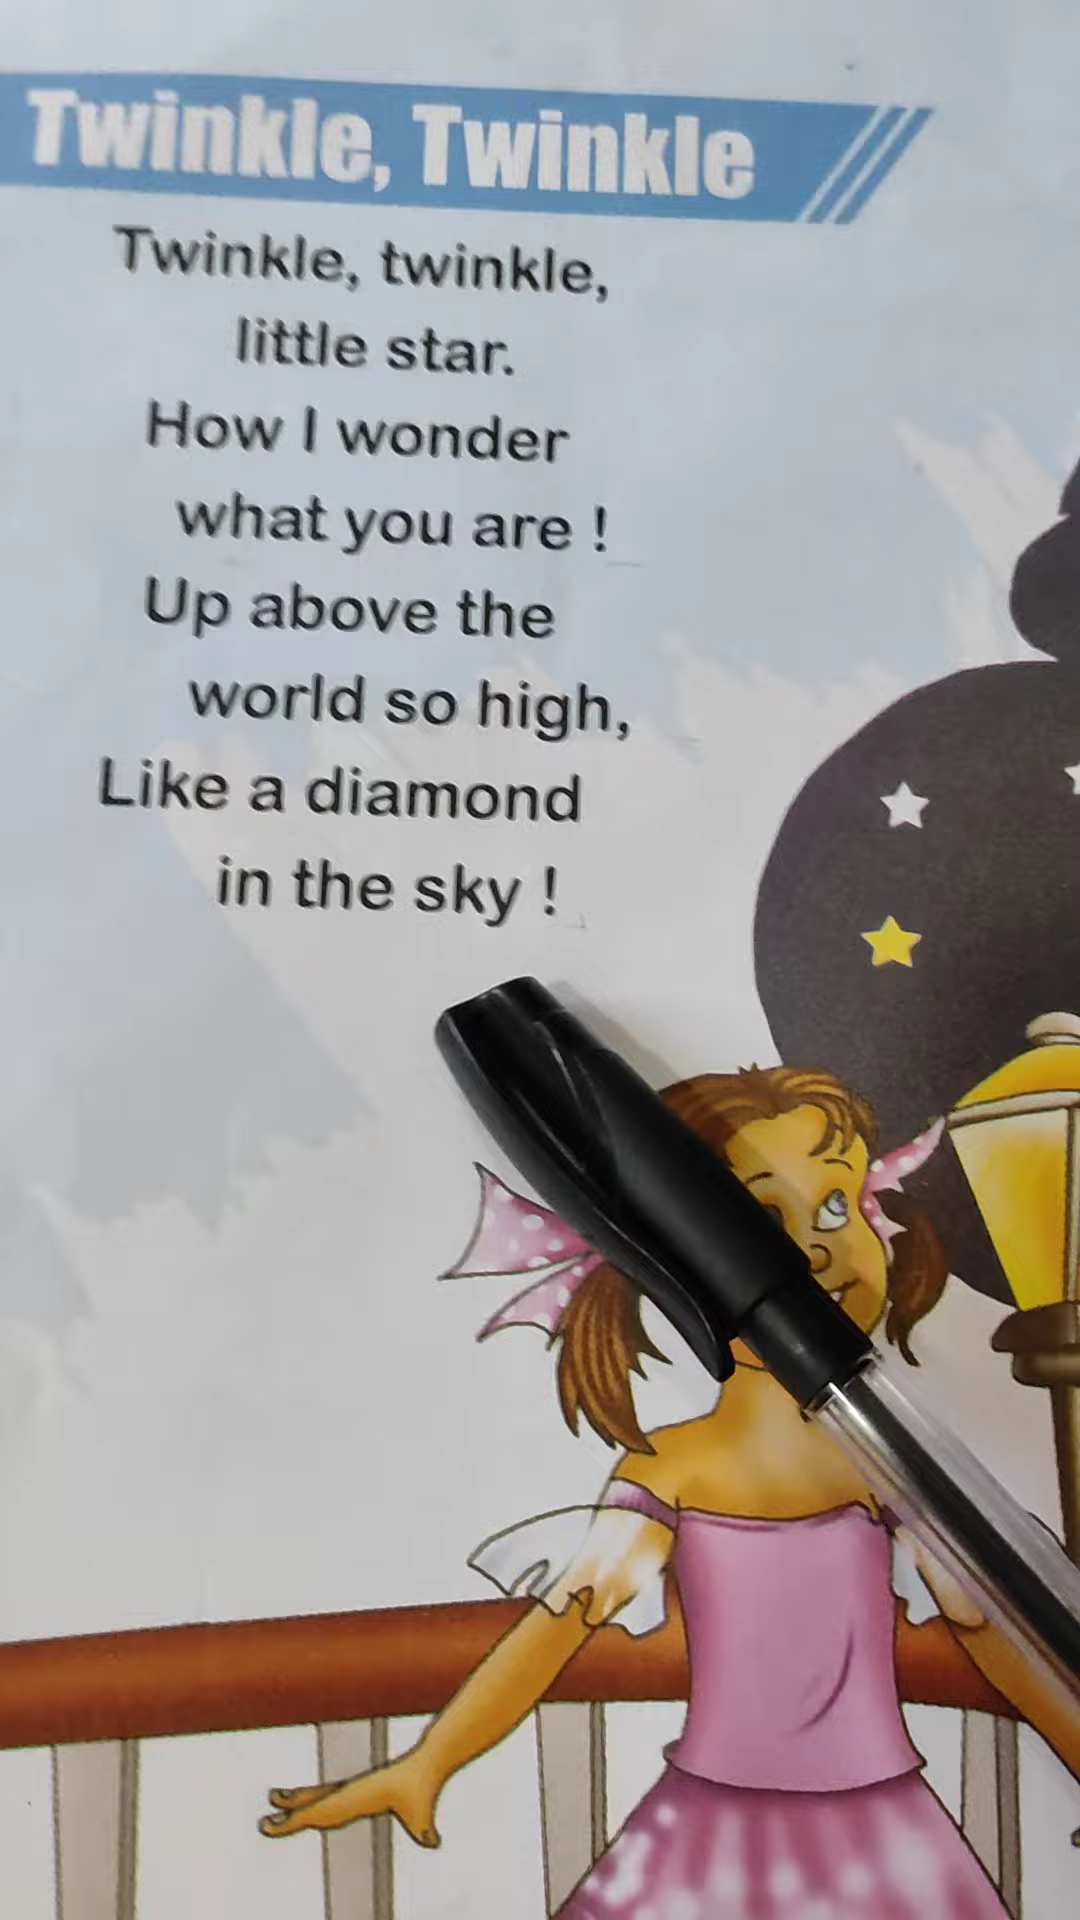 Twinkle, Twinkle
Twinkle, twinkle,
little star.
How I wonder
what you are !
Up above the
world so high,
Like a diamond
in the sky !